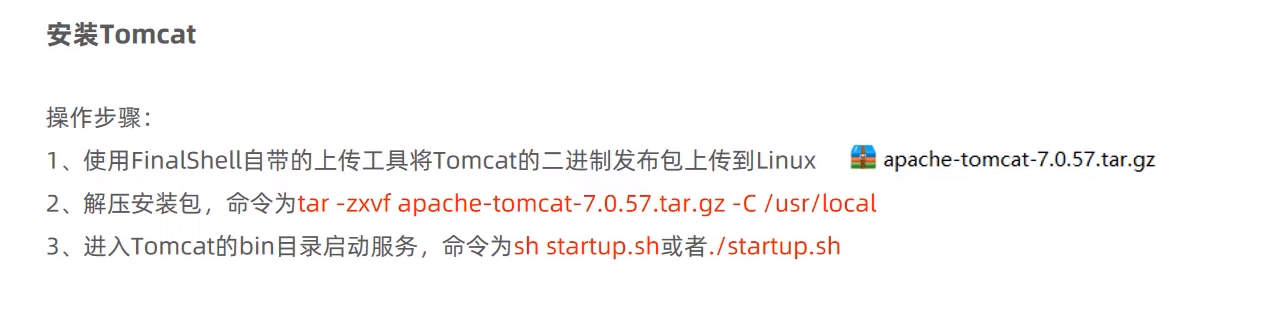 安装Tomcat
操作步骤：
1、使用FinalShell自带的上传工具将Tomcat的二进制发布包上传到Linux apache-tomcat-7.0.57.tar.gz
2、解压安装包，命令为tar -zxvf apache-tomcat-7.0.57.tar.gz -C /usr/local
3、进入Tomcat的bin目录启动服务，命令为sh startup.sh或者./startup.sh